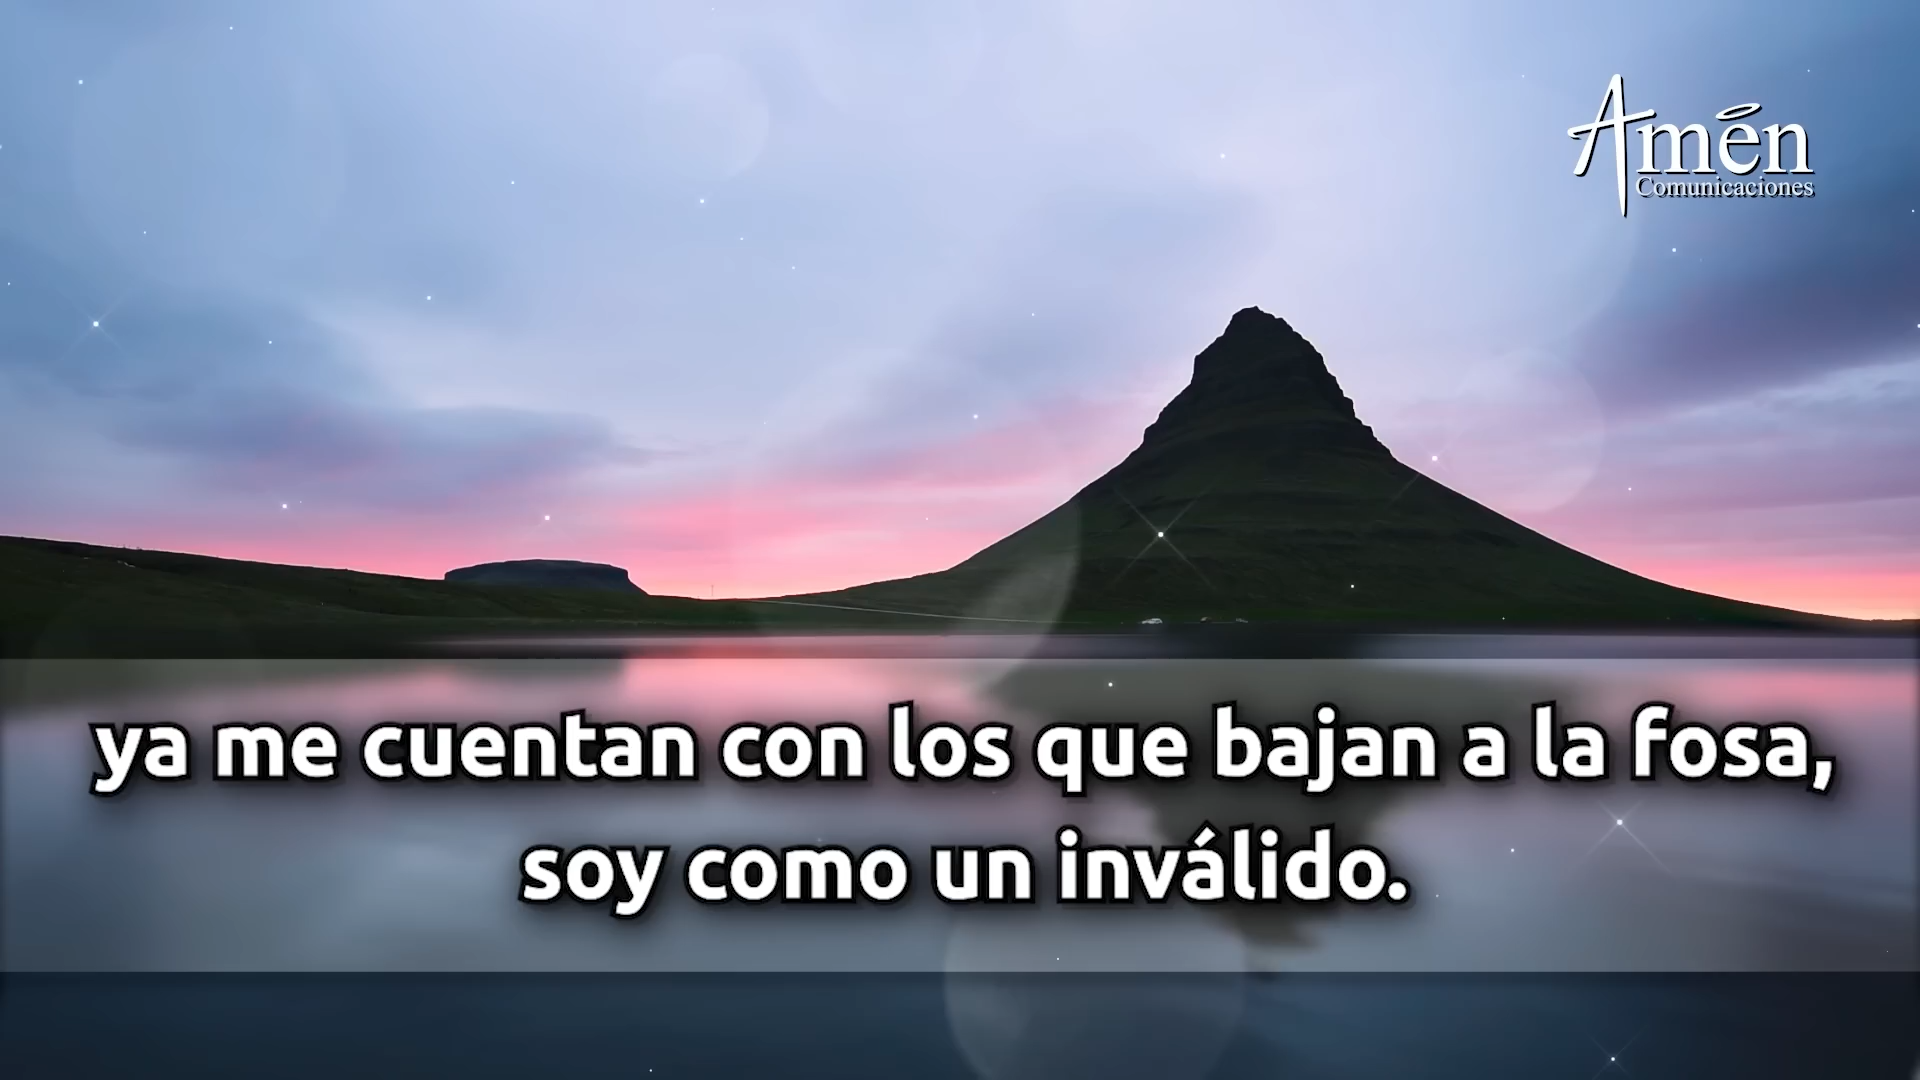 Amén
Comunicaciones
ya me cuentan con los que bajan a la fosa,
soy como un inválido.